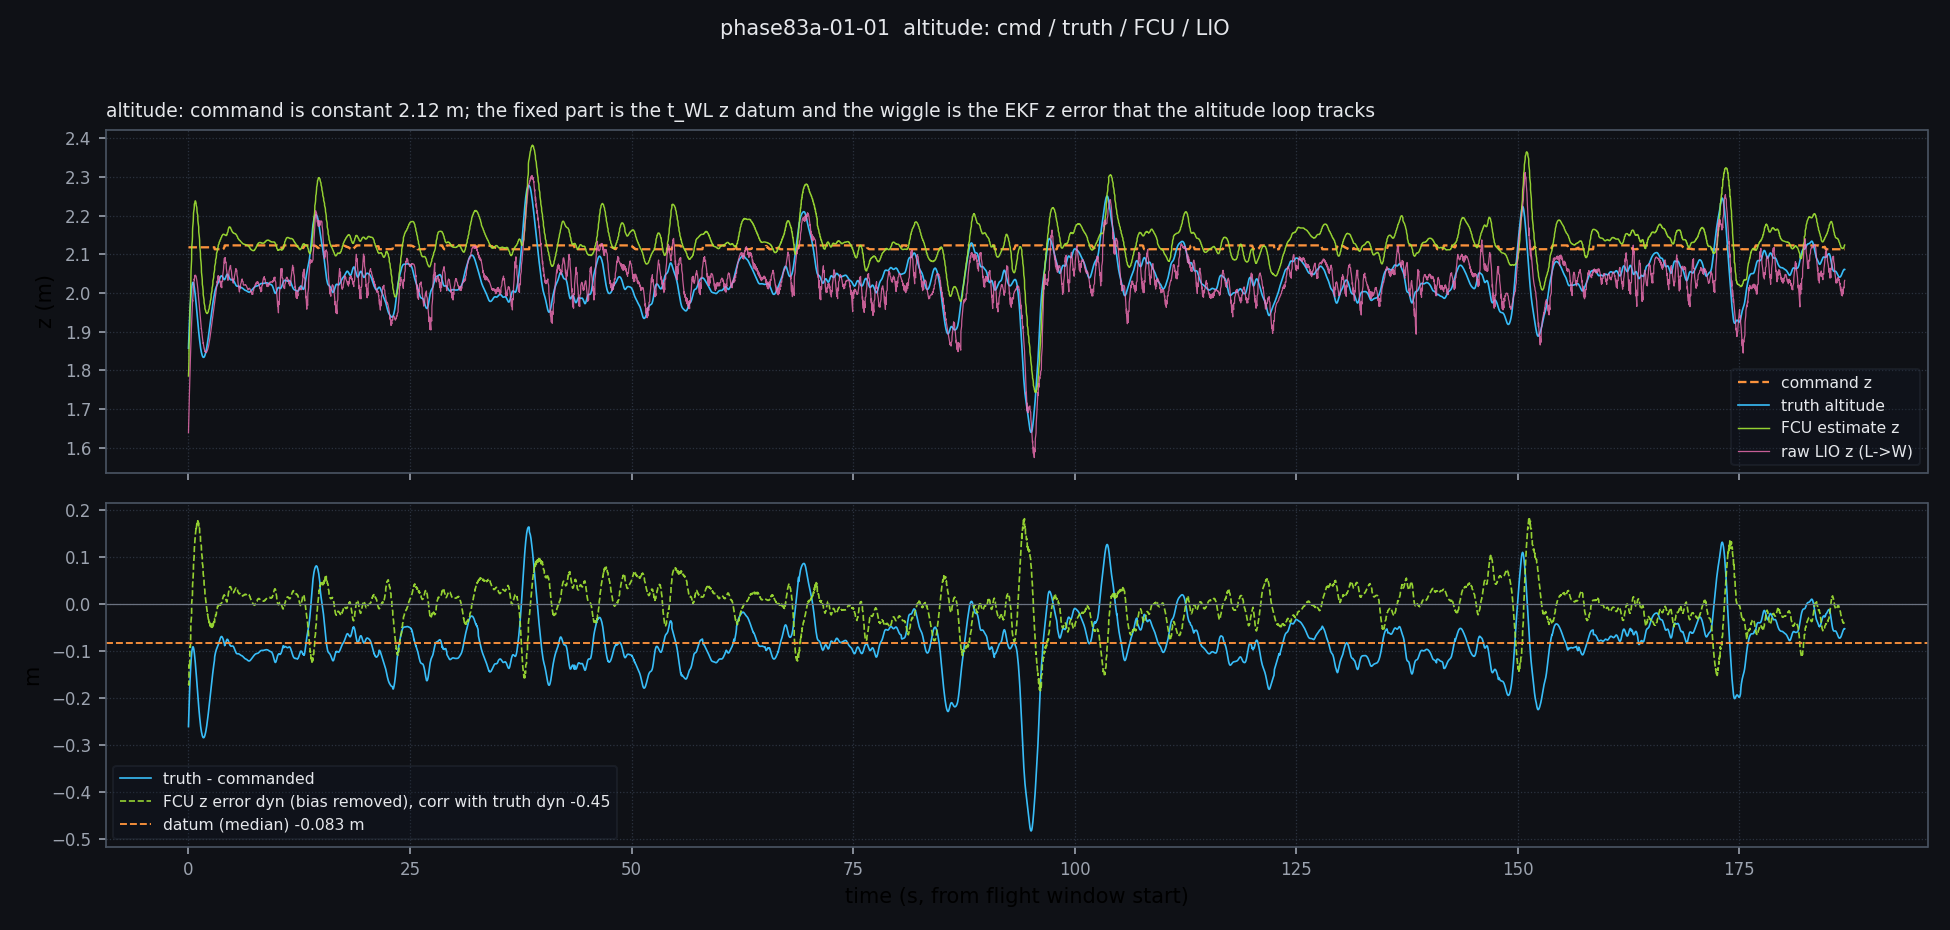 phase83a-01-01  altitude: cmd / truth / FCU / LIO
altitude: command is constant 2.12 m; the fixed part is the t_WL z datum and the wiggle is the EKF z error that the altitude loop tracks
2.4
2.3
2.2
2.1
2.0
1.9
1.8
1.7
1.6
z (m)
command z
truth altitude
FCU estimate z
raw LIO z (L->W)
0.2
0.1
0.0
−0.1
−0.2
−0.3
−0.4
−0.5
m
truth - commanded
FCU z error dyn (bias removed), corr with truth dyn -0.45
datum (median) -0.083 m
0 25 50 75 100 125 150 175
time (s, from flight window start)